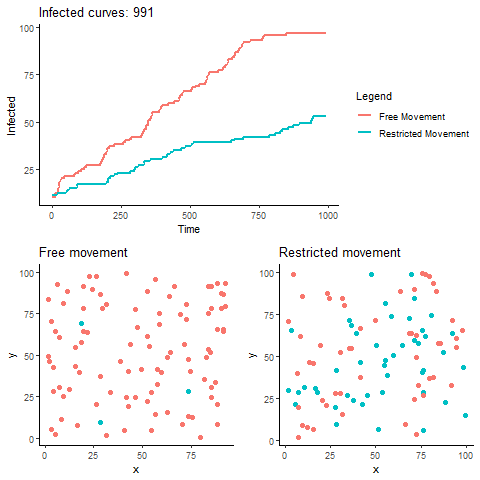 Infected curves: 991
100
75
50
25
Infected
0
250
500
750
1000
Time
Legend
Free Movement
Restricted Movement
Free movement
100
75
50
25
0
y
0
25
50
75
x
Restricted movement
100
75
50
25
0
y
0
25
50
75
100
x